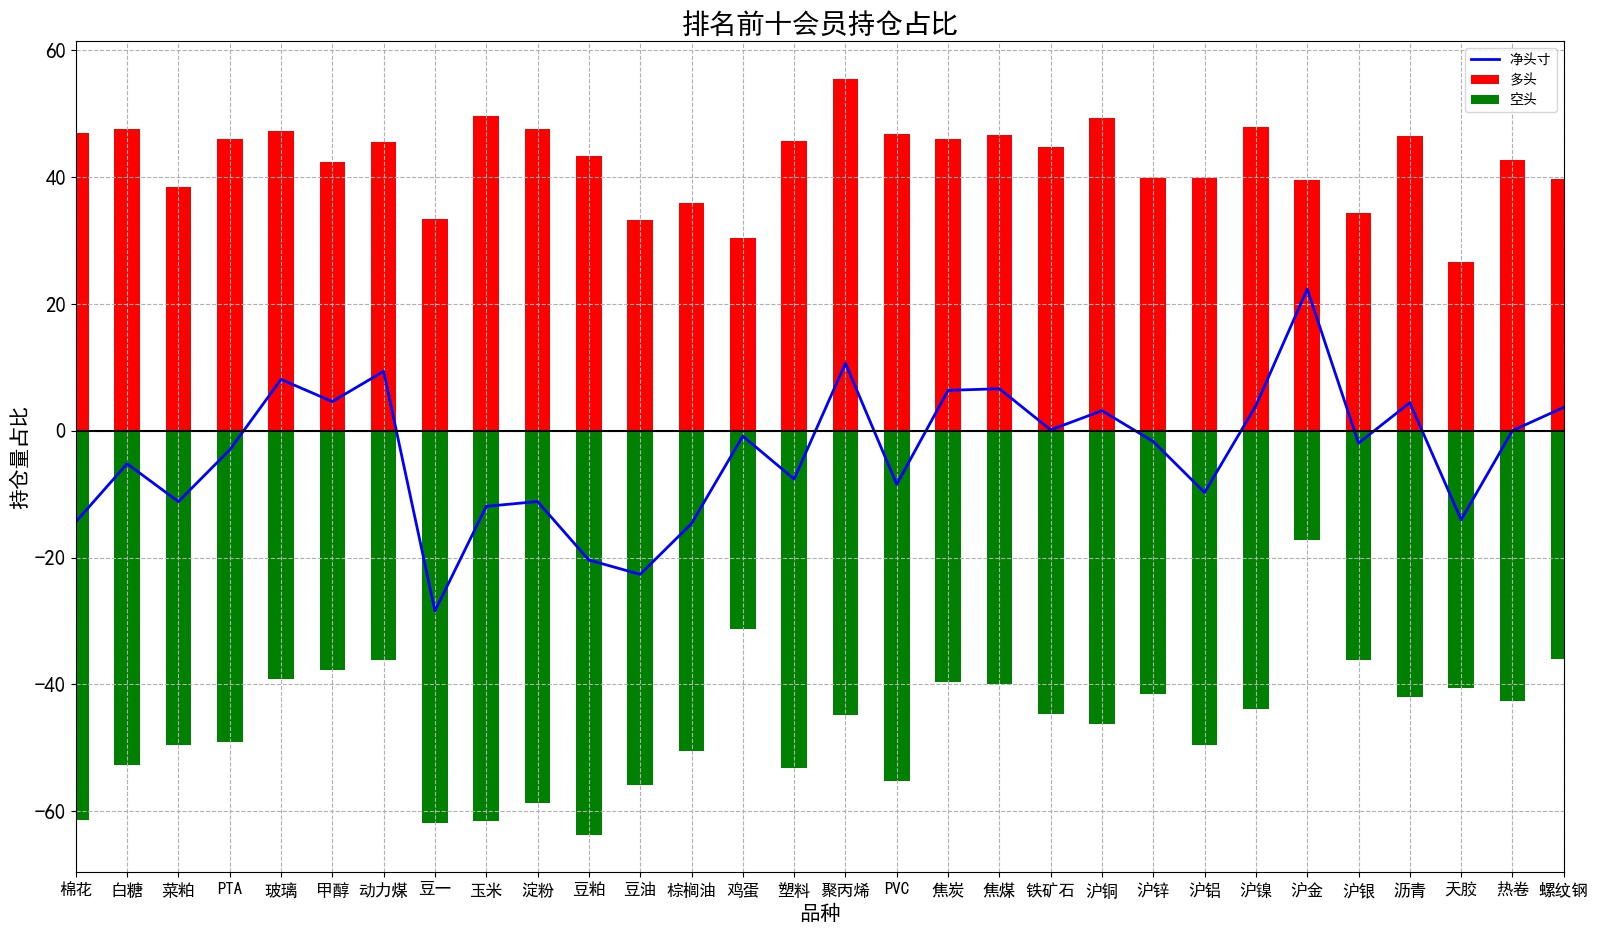 排名前十会员持仓占比
净头寸
多头
空头
60
40
20
0
−20
−40
−60
持仓量占比
棉花 白糖 菜粕 PTA 玻璃 甲醇 动力煤 豆一 玉米 淀粉 豆粕 豆油 棕榈油 鸡蛋 塑料 聚丙烯 PVC 焦炭 焦煤 铁矿石 沪铜 沪锌 沪铝 沪镍 沪金 沪银 沥青 天胶 热卷 螺纹钢
品种